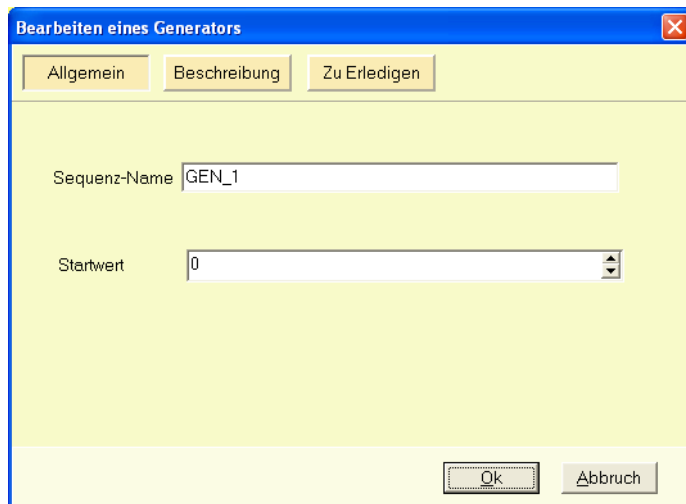 Bearbeiten eines Generators
Allgemein Beschreibung Zu Erledigen
Sequenz-Name GEN_1
Startwert 0
Ok Abbruch